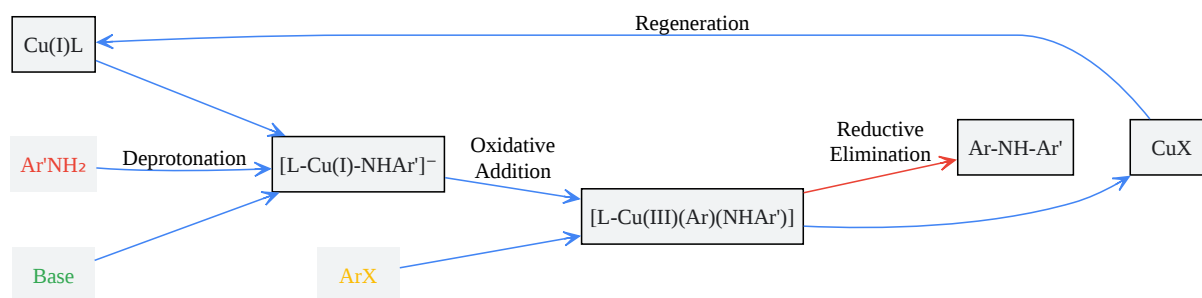 Regeneration
Cu(I)L
Ar'NH₂
Deprotonation
[L-Cu(I)-NHAr']⁻
Oxidative
Addition
Reductive
Elimination
Ar-NH-Ar'
CuX
[L-Cu(III)(Ar)(NHAr')]
Base
ArX